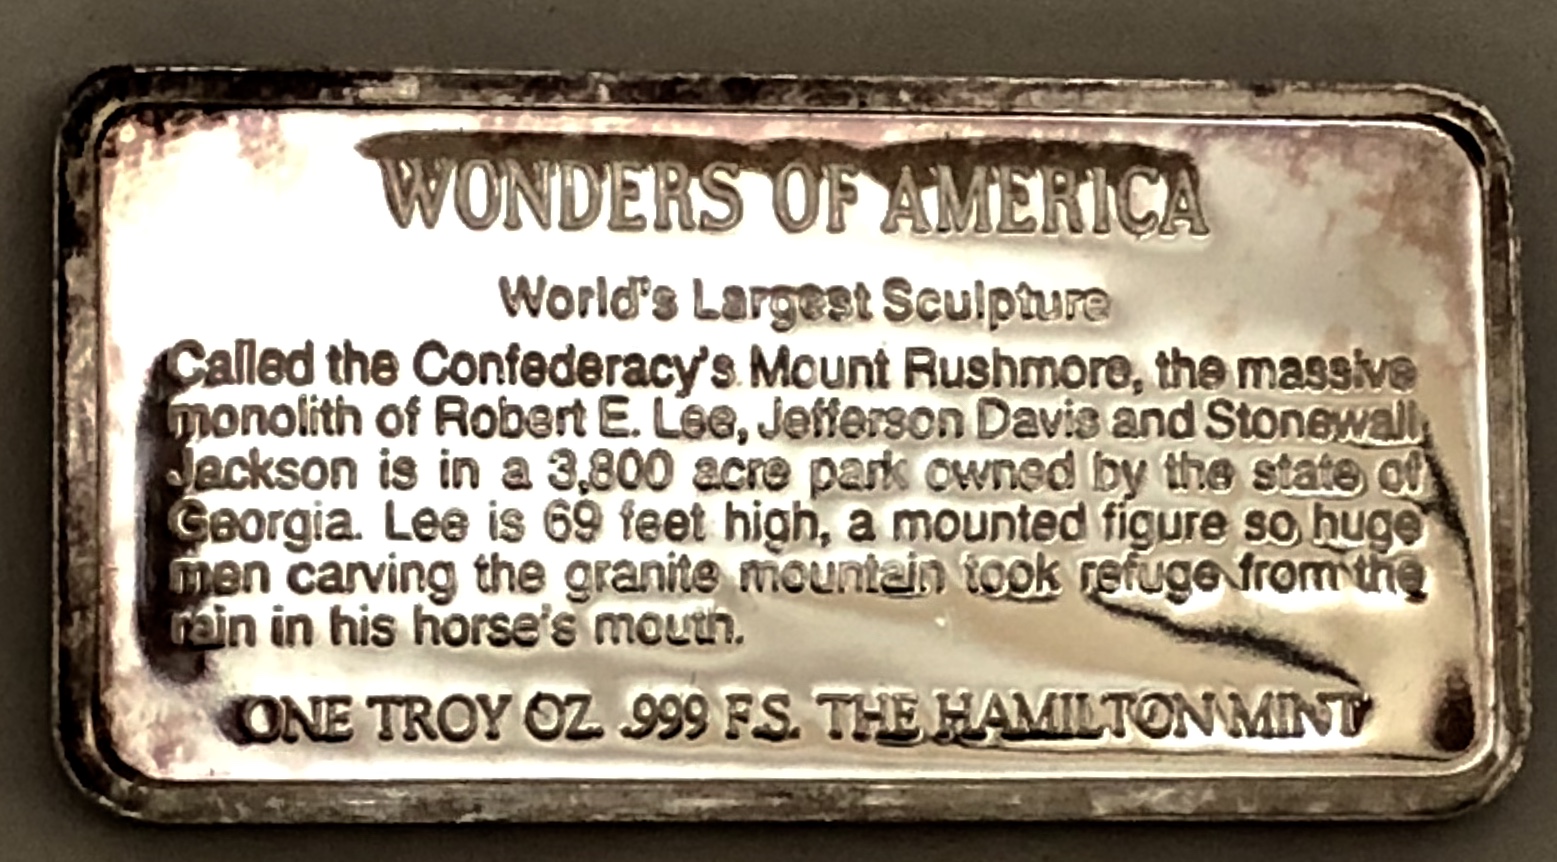 WONDERS OF AMERICA
World's Largest Sculpture
Called the Confederacy's Mount Rushmore, the massive
monolith of Robert E. Lee, Jefferson Davis and Stonewall
Jackson is in a 3,800 acre park owned by the state of
Georgia. Lee is 69 feet high, a mounted figure so huge
men carving the granite mountain took refuge from the
rain in his horse's mouth.
ONE TROY OZ. .999 F.S. THE HAMILTON MINT